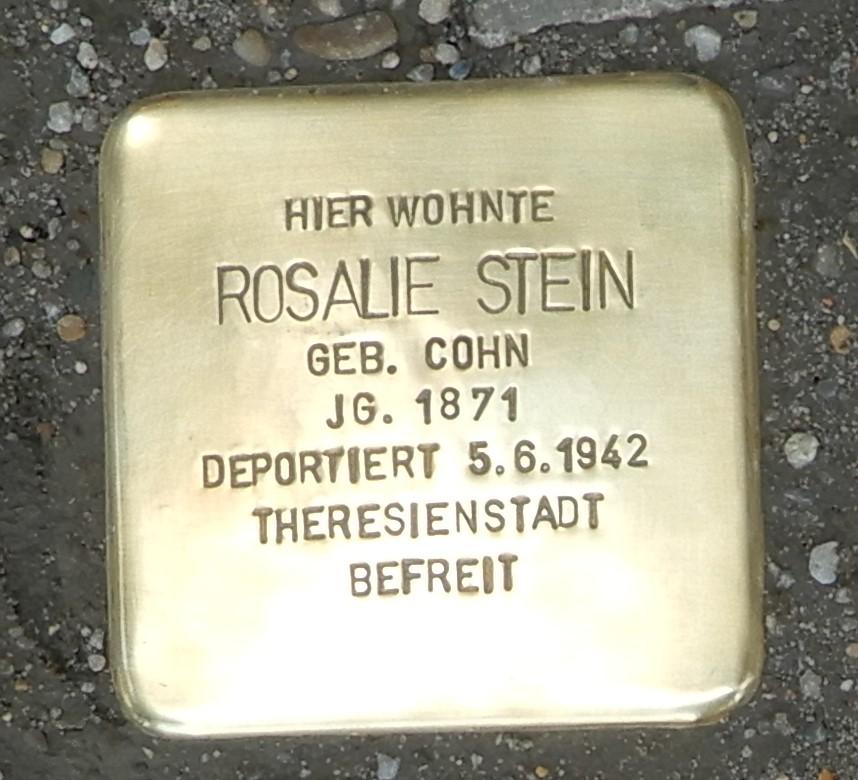 HIER WOHNTE
ROSALIE STEIN
GEB. COHN
JG. 1871
DEPORTIERT 5.6.1942
THERESIENSTADT
BEFREIT